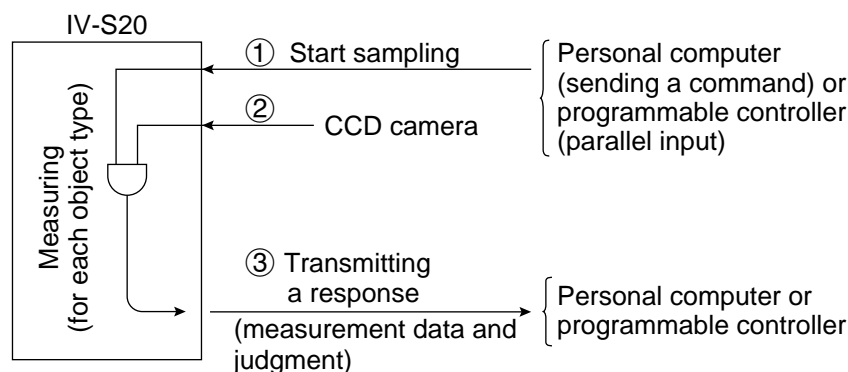 IV-S20
Measuring
(for each object type)
① Start sampling
Personal computer
(sending a command) or
programmable controller
(parallel input)
②
CCD camera
③ Transmitting
a response
(measurement data and
judgment)
Personal computer or
programmable controller